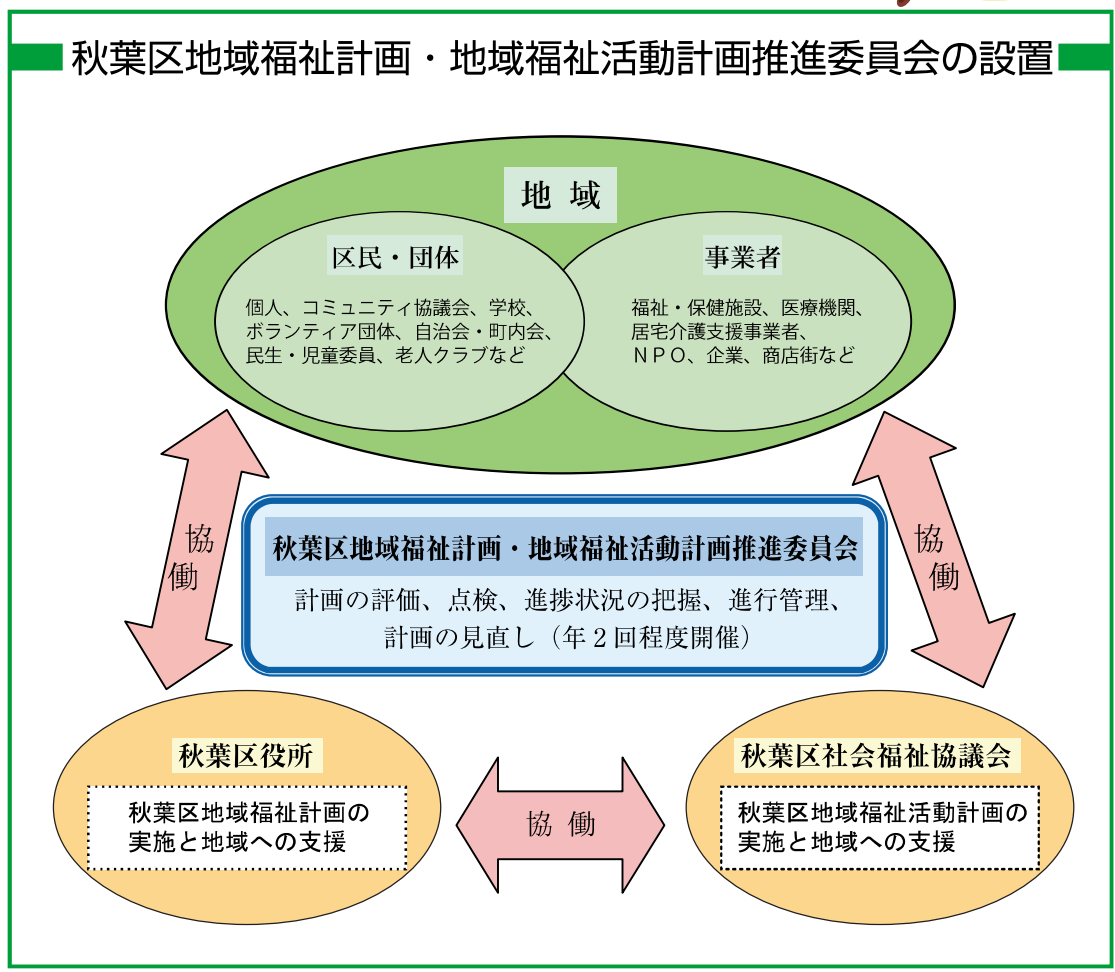 秋葉区地域福祉計画・地域福祉活動計画推進委員会の設置
地 域
区民・団体
個人、コミュニティ協議会、学校、
ボランティア団体、自治会・町内会、
民生・児童委員、老人クラブなど
事業者
福祉・保健施設、医療機関、
居宅介護支援事業者、
ＮＰＯ、企業、商店街など
協
働
協
働
秋葉区地域福祉計画・地域福祉活動計画推進委員会
計画の評価、点検、進捗状況の把握、進行管理、
計画の見直し（年２回程度開催）
秋葉区役所
秋葉区地域福祉計画の
実施と地域への支援
協 働
秋葉区社会福祉協議会
秋葉区地域福祉活動計画の
実施と地域への支援